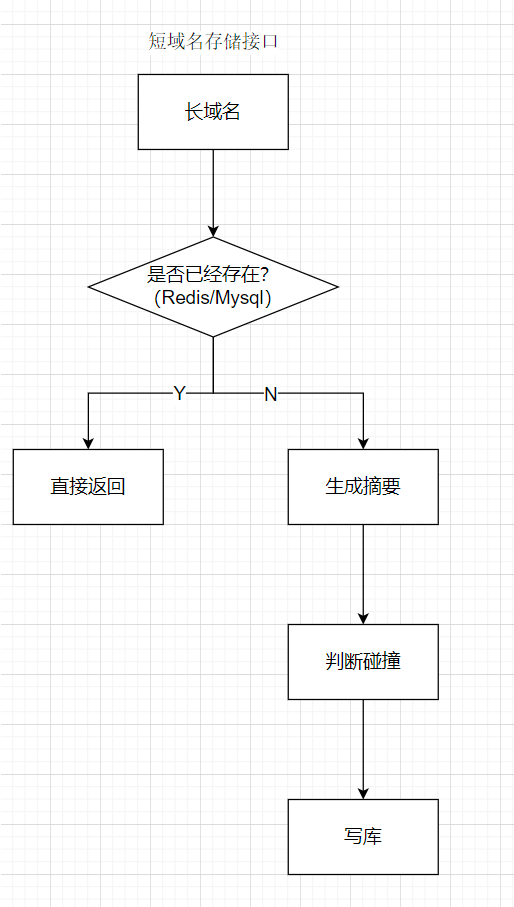 短域名存储接口
长域名
是否已经存在?
（Redis/Mysql）
Y
N
直接返回
生成摘要
判断碰撞
写库